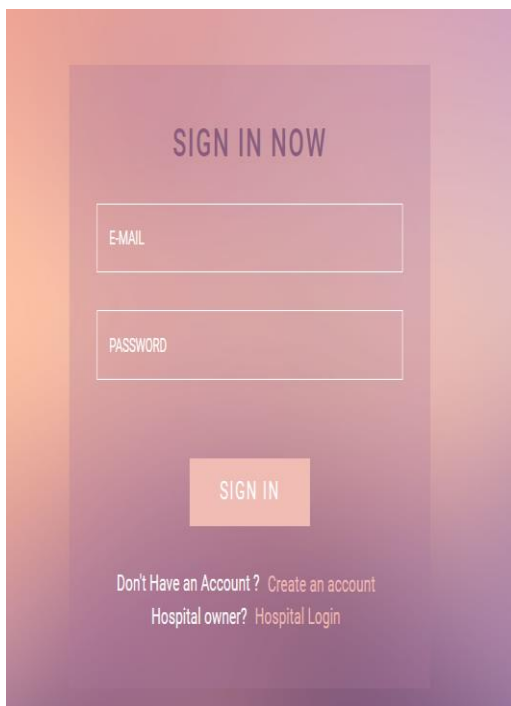 SIGN IN NOW
E-MAIL
PASSWORD
SIGN IN
Don't Have an Account ? Create an account
Hospital owner? Hospital Login